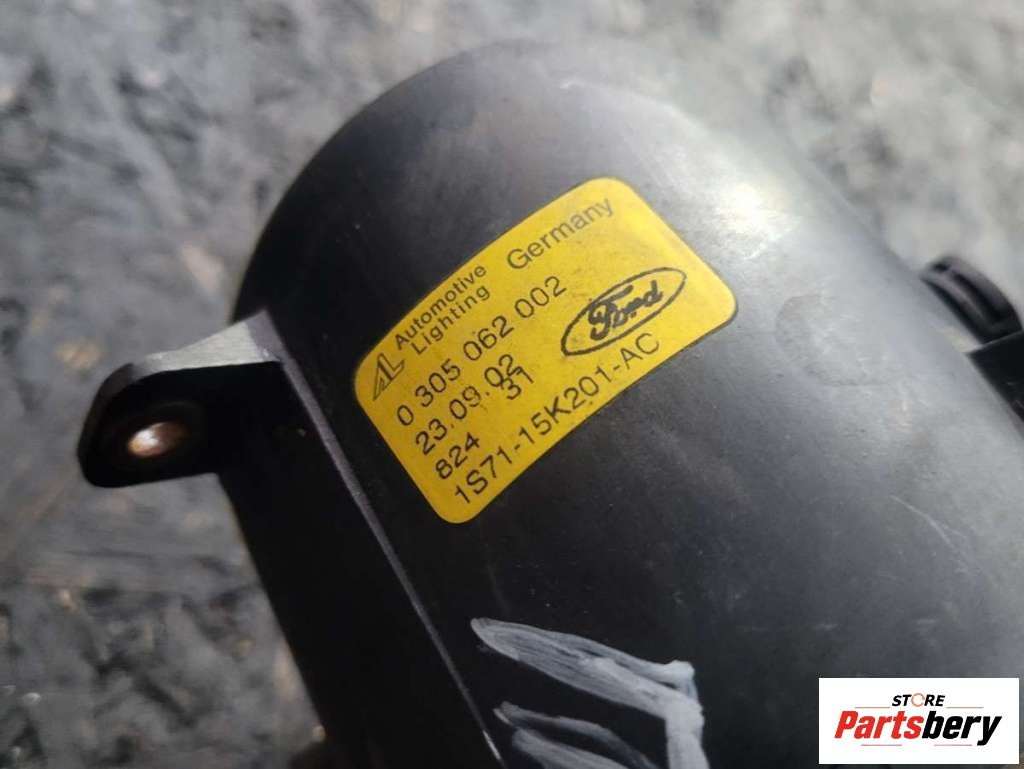 AL Automotive Lighting Germany
0 305 062 002
23.09.02
31
824
Ford
1S71-15K201-AC
STORE
Partsbery